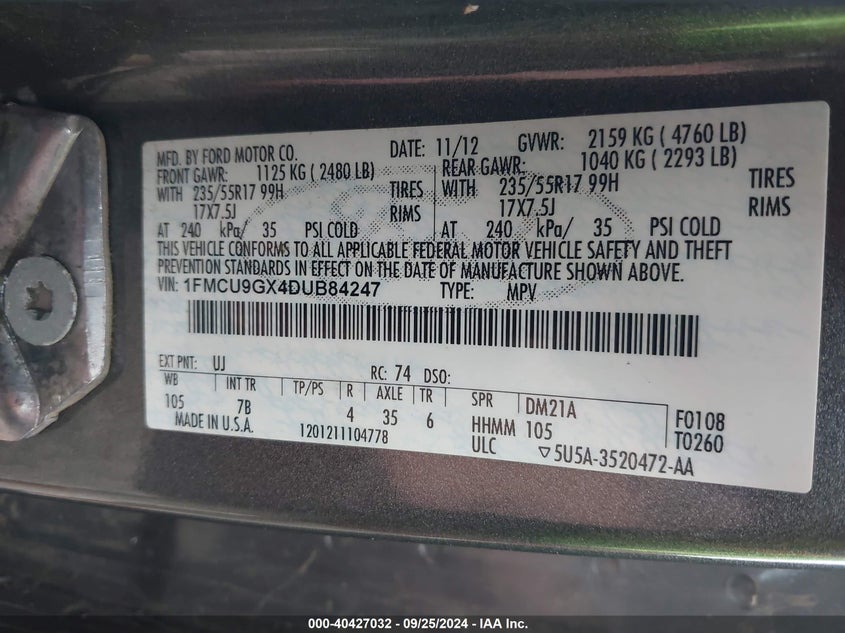 MFD. BY FORD MOTOR CO. DATE: 11/12 GVWR: 2159 KG ( 4760 LB)
FRONT GAWR: 1125 KG ( 2480 LB) REAR GAWR: 1040 KG ( 2293 LB)
WITH 235/55R17 99H TIRES WITH 235/55R17 99H TIRES
17X7.5J RIMS 17X7.5J RIMS
AT 240 kPa/ 35 PSI COLD AT 240 kPa/ 35 PSI COLD
THIS VEHICLE CONFORMS TO ALL APPLICABLE FEDERAL MOTOR VEHICLE SAFETY AND THEFT
PREVENTION STANDARDS IN EFFECT ON THE DATE OF MANUFACTURE SHOWN ABOVE.
VIN: 1FMCU9GX4DUB84247 TYPE: MPV
EXT PNT: UJ RC: 74 DSO:
WB INT TR TP/PS R AXLE TR SPR DM21A F0108
105 7B 4 35 6 HHMM 105 T0260
MADE IN U.S.A. 1201211104778 ULC ▽5U5A-3520472-AA
000-40427032 - 09/25/2024 - IAA Inc.